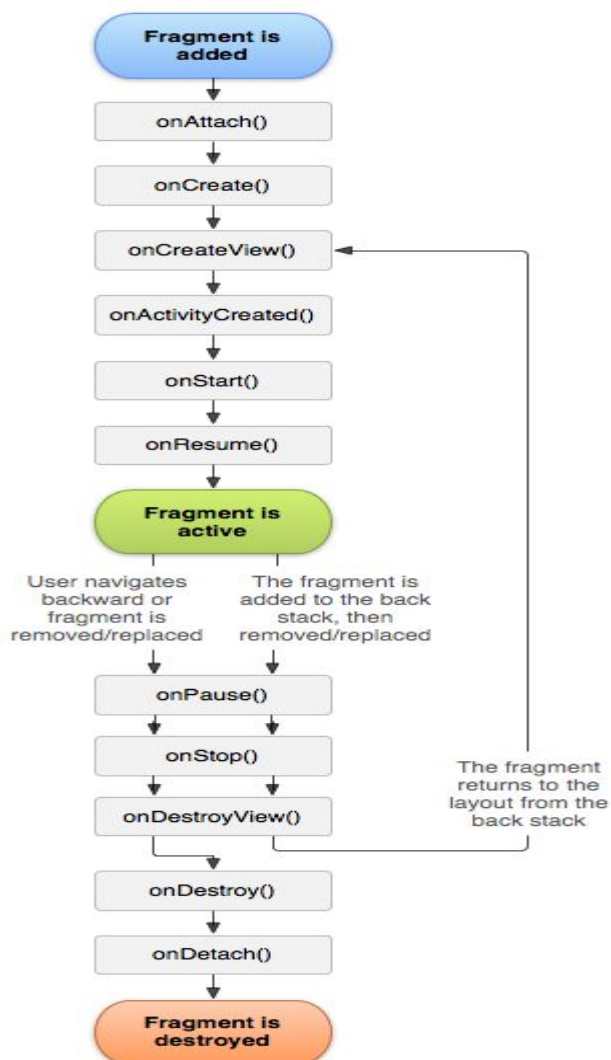 Fragment is
added
onAttach()
onCreate()
onCreateView()
onActivityCreated()
onStart()
onResume()
Fragment is
active
User navigates
backward or
fragment is
removed/replaced
The fragment is
added to the back
stack, then
removed/replaced
onPause()
onStop()
onDestroyView()
The fragment
returns to the
layout from the
back stack
onDestroy()
onDetach()
Fragment is
destroyed